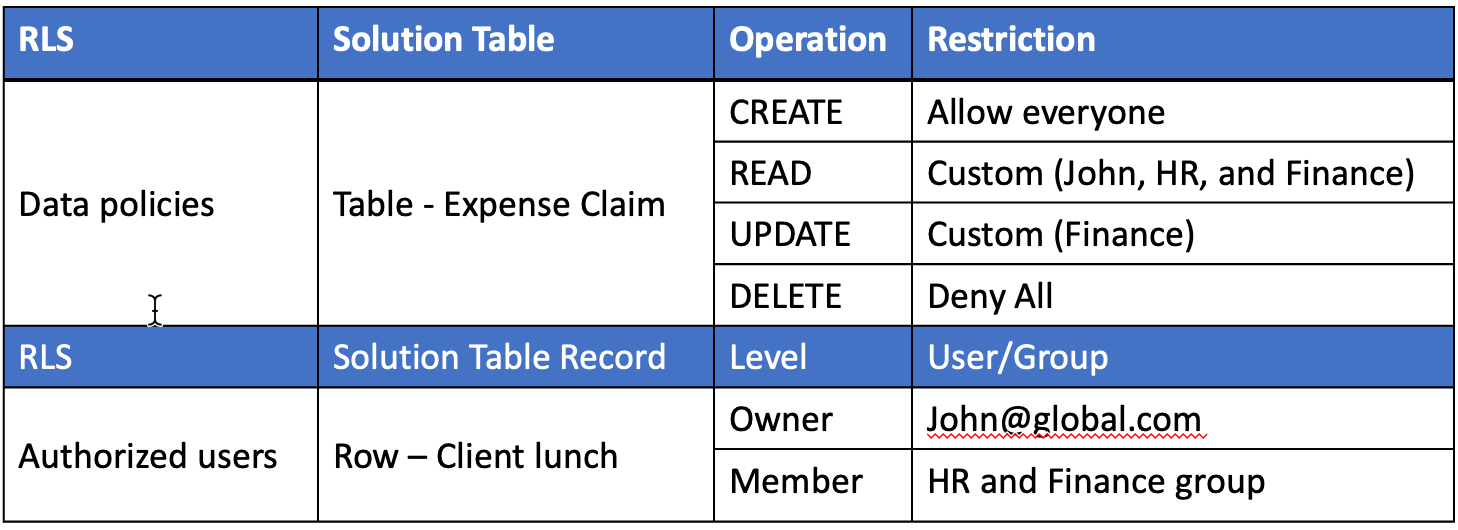 RLS Solution Table Operation Restriction
CREATE Allow everyone
READ Custom (John, HR, and Finance)
Data policies Table - Expense Claim
UPDATE Custom (Finance)
DELETE Deny All
RLS Solution Table Record Level User/Group
Owner John@global.com
Authorized users Row – Client lunch
Member HR and Finance group